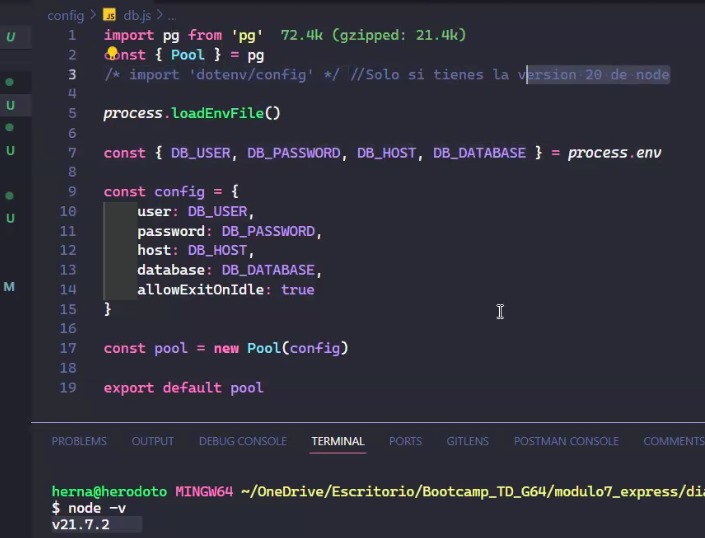 config > db.js > ...
U
1 import pg from 'pg' 72.4k (gzipped: 21.4k)
2 const { Pool } = pg
3 /* import 'dotenv/config' */ //Solo si tienes la version 20 de node
4
U
5 process.loadEnvFile()
6
U
7 const { DB_USER, DB_PASSWORD, DB_HOST, DB_DATABASE } = process.env
8
9 const config = {
10 user: DB_USER,
U
11 password: DB_PASSWORD,
12 host: DB_HOST,
13 database: DB_DATABASE,
M
14 allowExitOnIdle: true
15 }
16
17 const pool = new Pool(config)
18
19 export default pool
PROBLEMS OUTPUT DEBUG CONSOLE TERMINAL PORTS GITLENS POSTMAN CONSOLE COMMENTS
herna@herodoto MINGW64 ~/OneDrive/Escritorio/Bootcamp_TD_G64/modulo7_express/dia
$ node -v
v21.7.2